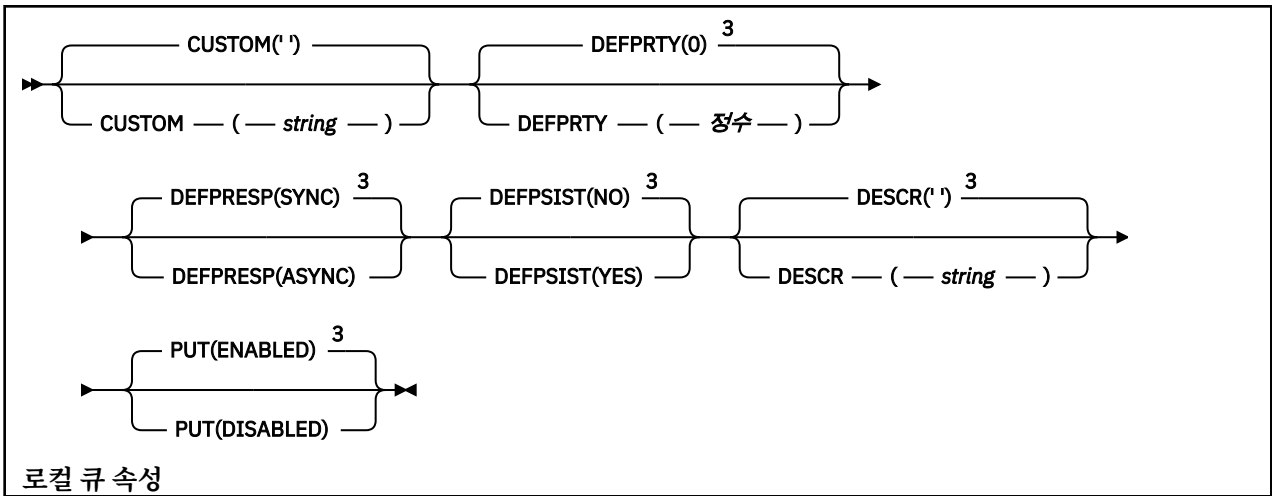 CUSTOM(' ') DEFPRTY(0) 3
CUSTOM ( string ) DEFPRTY ( 정수 )
DEFPRESP(SYNC) 3 DEFPSIST(NO) 3 DESCR(' ') 3
DEFPRESP(ASYNC) DEFPSIST(YES) DESCR ( string )
PUT(ENABLED) 3
PUT(DISABLED)
로컬 큐 속성